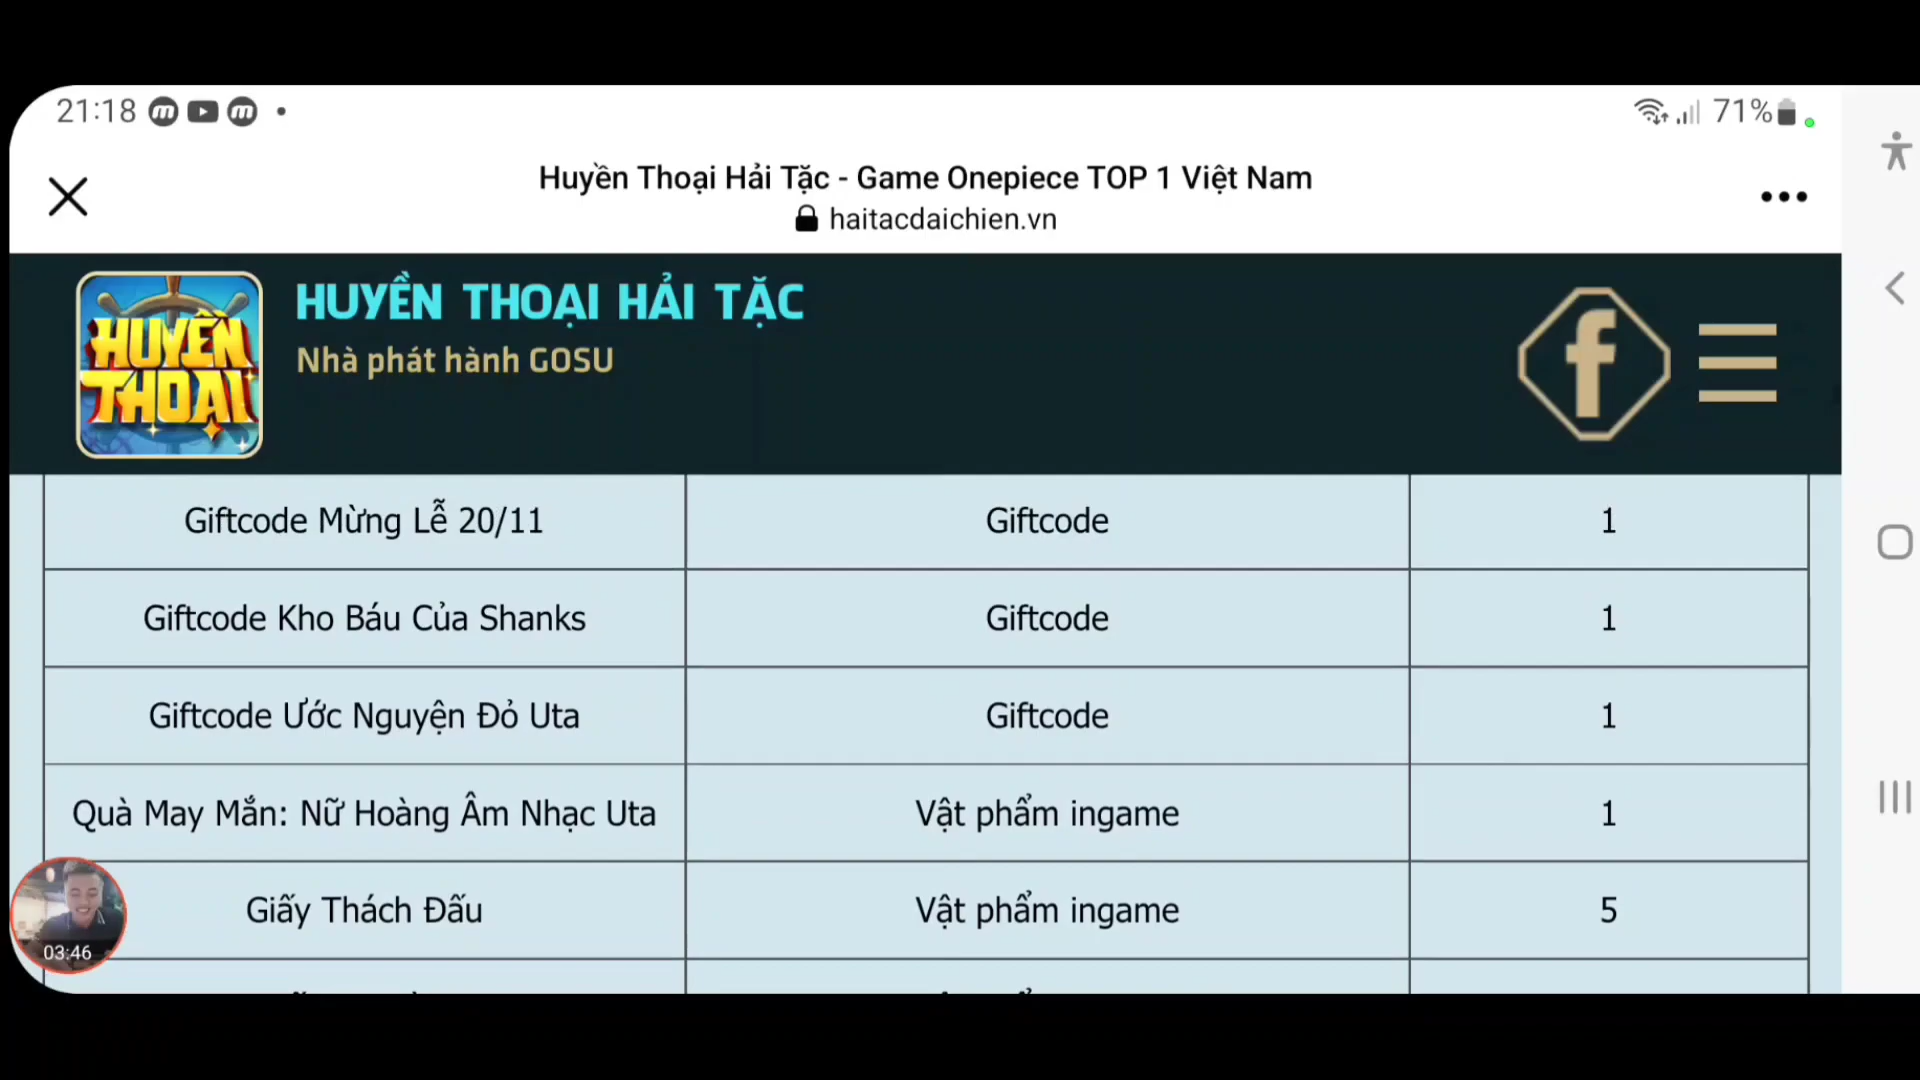 21:18
71%
Huyền Thoại Hải Tặc - Game Onepiece TOP 1 Việt Nam
haitacdaichien.vn
HUYỀN THOẠI
HUYỀN THOẠI HẢI TẶC
Nhà phát hành GOSU
Giftcode Mừng Lễ 20/11 Giftcode 1
Giftcode Kho Báu Của Shanks Giftcode 1
Giftcode Ước Nguyện Đỏ Uta Giftcode 1
Quà May Mắn: Nữ Hoàng Âm Nhạc Uta Vật phẩm ingame 1
Giấy Thách Đấu Vật phẩm ingame 5
03:46